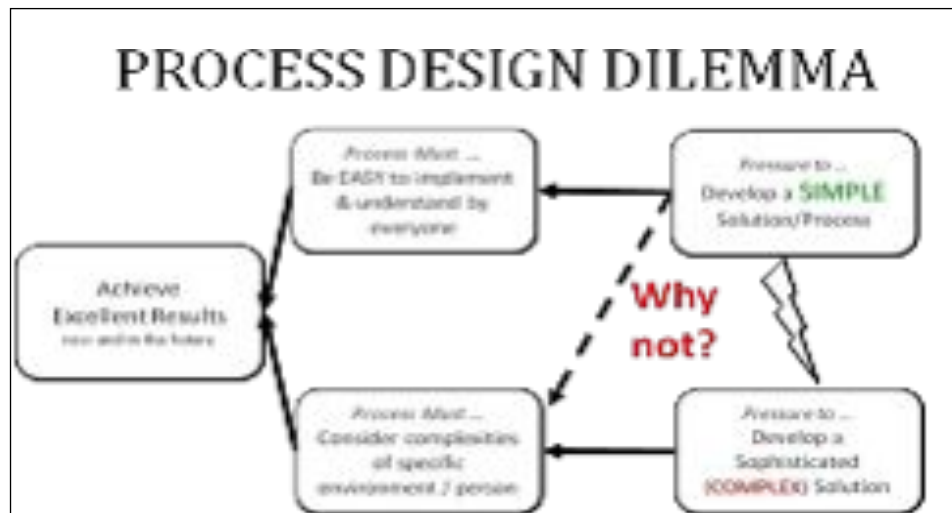 PROCESS DESIGN DILEMMA
Process Must ...
Be EASY to implement
& understand by
everyone
Pressure to ...
Develop a SIMPLE
Solution/Process
Achieve
Excellent Results
now and in the future
Why
not?
Process Must ...
Consider complexities
of specific
environment / person
Pressure to ...
Develop a
Sophisticated
(COMPLEX) Solution